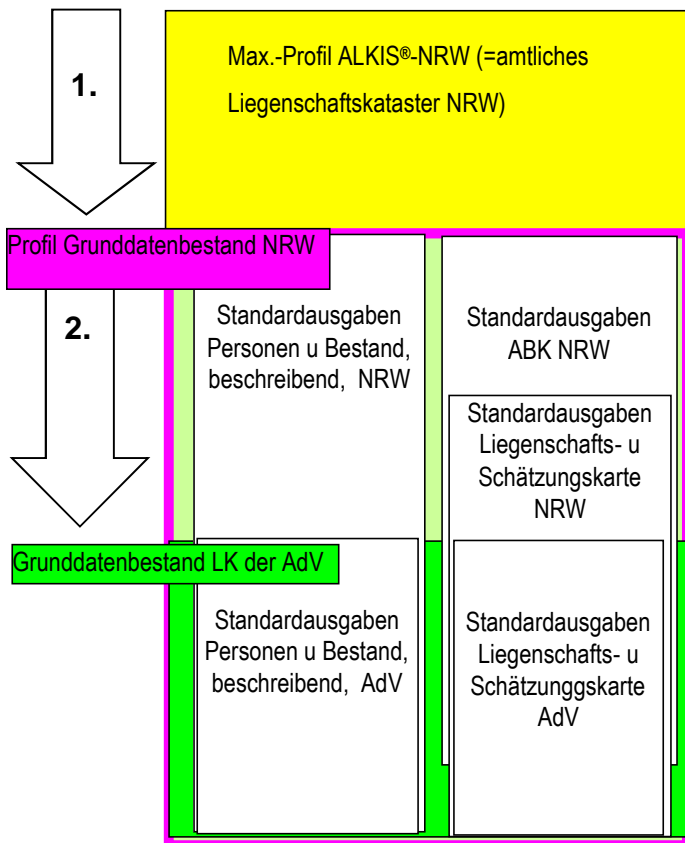 1.
Max.-Profil ALKIS®-NRW (=amtliches
Liegenschaftskataster NRW)
Profil Grunddatenbestand NRW
2.
Standardausgaben
Personen u Bestand,
beschreibend, NRW
Standardausgaben
ABK NRW
Standardausgaben
Liegenschafts- u
Schätzungskarte
NRW
Grunddatenbestand LK der AdV
Standardausgaben
Personen u Bestand,
beschreibend, AdV
Standardausgaben
Liegenschafts- u
Schätzunggskarte
AdV